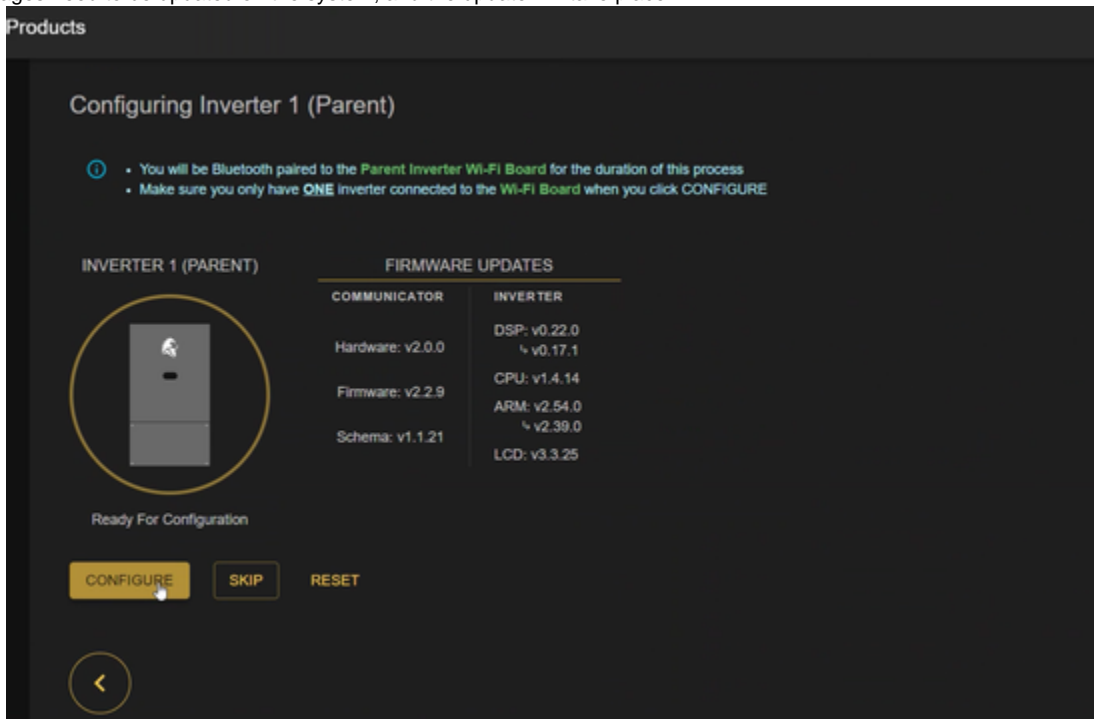 Products
Configuring Inverter 1 (Parent)
• You will be Bluetooth paired to the Parent Inverter Wi-Fi Board for the duration of this process
• Make sure you only have ONE inverter connected to the Wi-Fi Board when you click CONFIGURE
INVERTER 1 (PARENT)
FIRMWARE UPDATES
COMMUNICATOR
INVERTER
Hardware: v2.0.0
Firmware: v2.2.9
Schema: v1.1.21
DSP: v0.22.0
↳ v0.17.1
CPU: v1.4.14
ARM: v2.54.0
↳ v2.39.0
LCD: v3.3.25
Ready For Configuration
CONFIGURE
SKIP
RESET